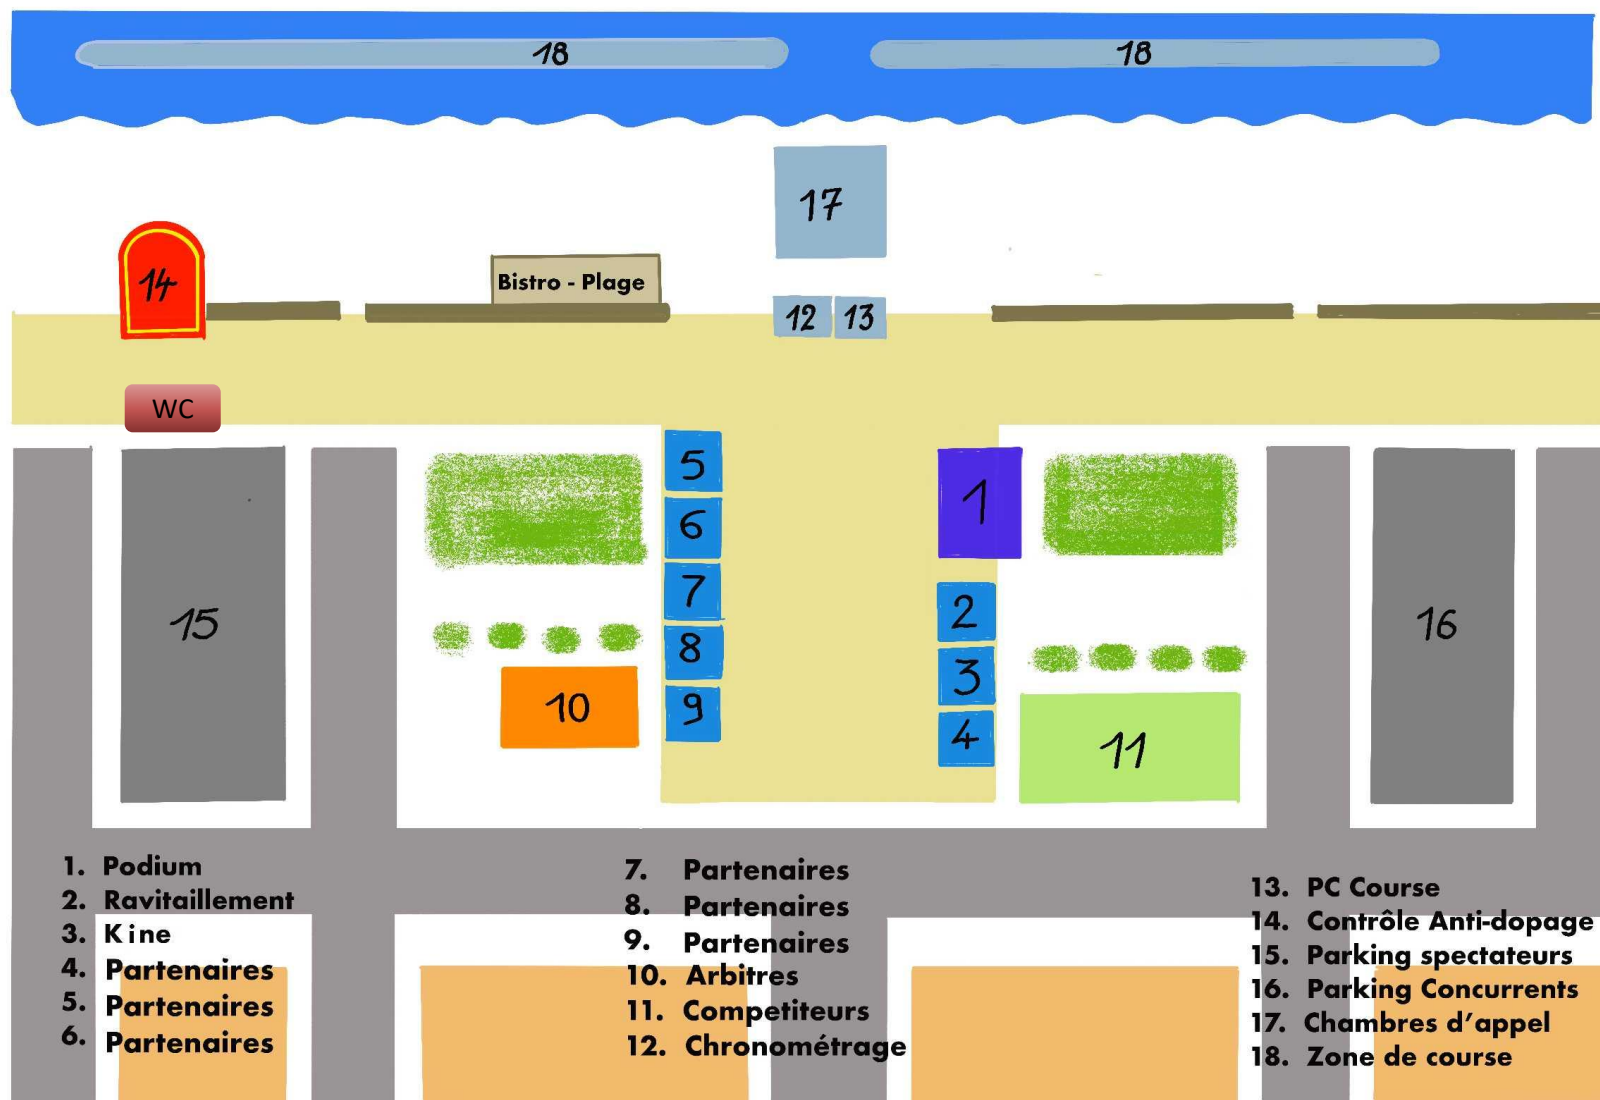 18
18
17
14
Bistro - Plage
12
13
WC
5
1
6
7
2
15
16
8
3
10
9
4
11
1. Podium
2. Ravitaillement
3. Kine
4. Partenaires
5. Partenaires
6. Partenaires
7. Partenaires
8. Partenaires
9. Partenaires
10. Arbitres
11. Competiteurs
12. Chronométrage
13. PC Course
14. Contrôle Anti-dopage
15. Parking spectateurs
16. Parking Concurrents
17. Chambres d'appel
18. Zone de course